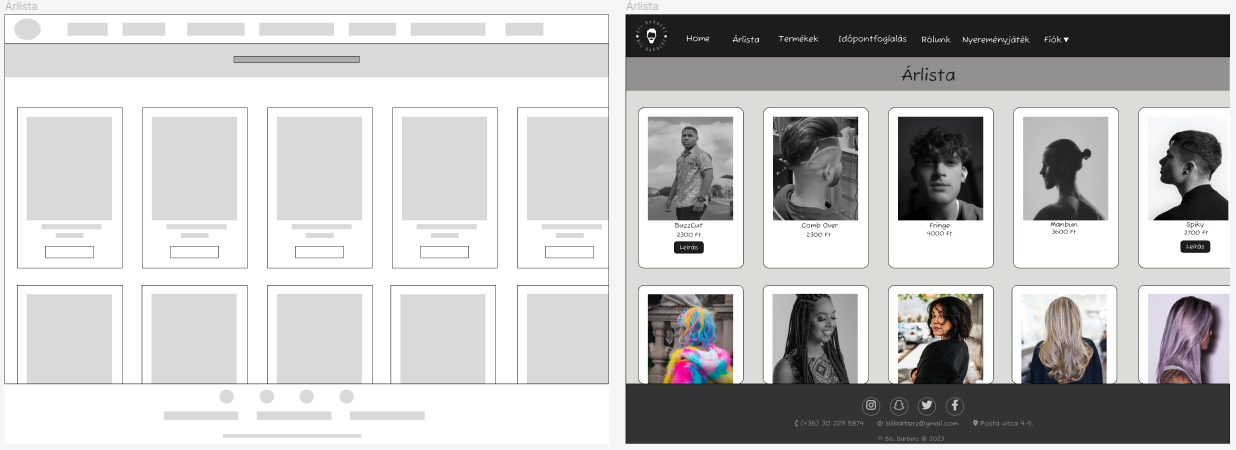 Árlista
Árlista
BIL BARBERZ
Home Árlista Termékek Időpontfoglalás Rólunk Nyereményjáték Fiók ▾
Árlista
BuzzCut
2300 Ft
Leírás
Comb Over
2300 Ft
Fringe
4000 Ft
Manbun
3600 Ft
Spiky
2700 Ft
Leírás
(+36) 30 229 5874 @ bilbarberz@gmail.com Posta utca 4-5.
© Bil Barberz @ 2023